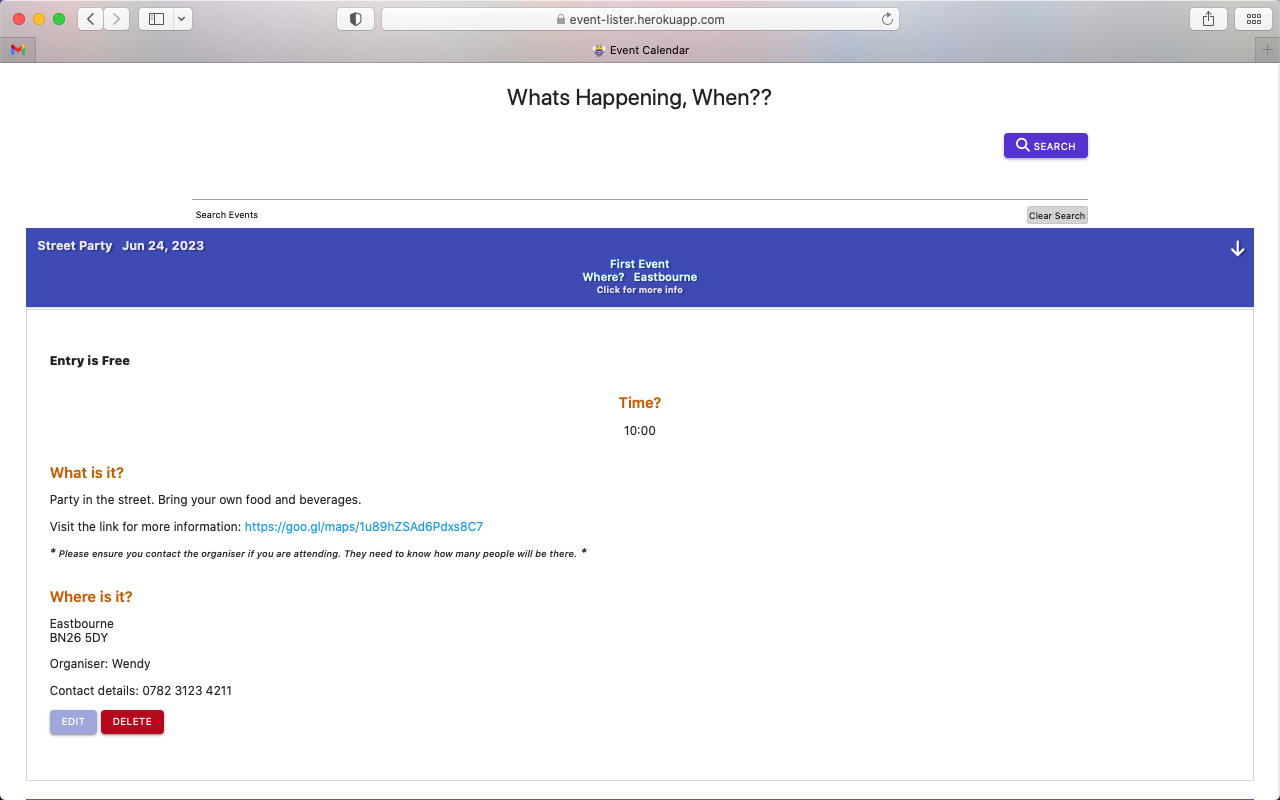 event-lister.herokuapp.com
Event Calendar
Whats Happening, When??
SEARCH
Search Events
Clear Search
Street Party Jun 24, 2023
First Event
Where? Eastbourne
Click for more info
Entry is Free
Time?
10:00
What is it?
Party in the street. Bring your own food and beverages.
Visit the link for more information: https://goo.gl/maps/1u89hZSAd6Pdxs8C7
* Please ensure you contact the organiser if you are attending. They need to know how many people will be there. *
Where is it?
Eastbourne
BN26 5DY
Organiser: Wendy
Contact details: 0782 3123 4211
EDIT DELETE